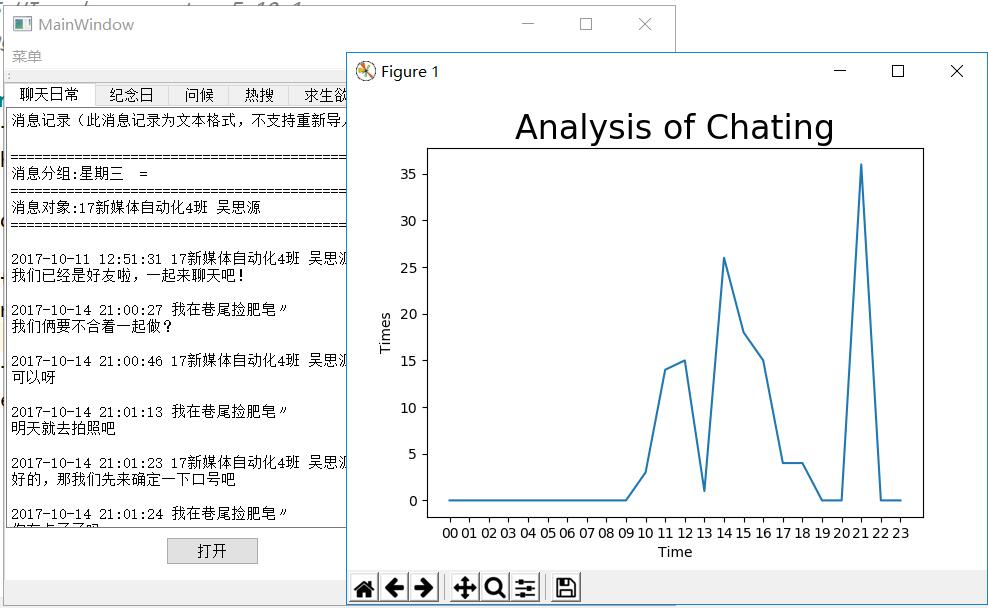 MainWindow
菜单
聊天日常 纪念日 问候 热搜 求生欲
消息记录（此消息记录为文本格式，不支持重新导
================================================
消息分组:星期三  =
================================================
消息对象:17新媒体自动化4班 吴思源
================================================
2017-10-11 12:51:31 17新媒体自动化4班 吴思源
我们已经是好友啦，一起来聊天吧！
2017-10-14 21:00:27 我在巷尾捡肥皂〃
我们俩要不合着一起做？
2017-10-14 21:00:46 17新媒体自动化4班 吴思源
可以呀
2017-10-14 21:01:13 我在巷尾捡肥皂〃
明天就去拍照吧
2017-10-14 21:01:23 17新媒体自动化4班 吴思源
好的，那我们先来确定一下口号吧
2017-10-14 21:01:24 我在巷尾捡肥皂〃
打开
Figure 1
Analysis of Chating
35
30
25
20
15
10
5
0
Times
00 01 02 03 04 05 06 07 08 09 10 11 12 13 14 15 16 17 18 19 20 21 22 23
Time